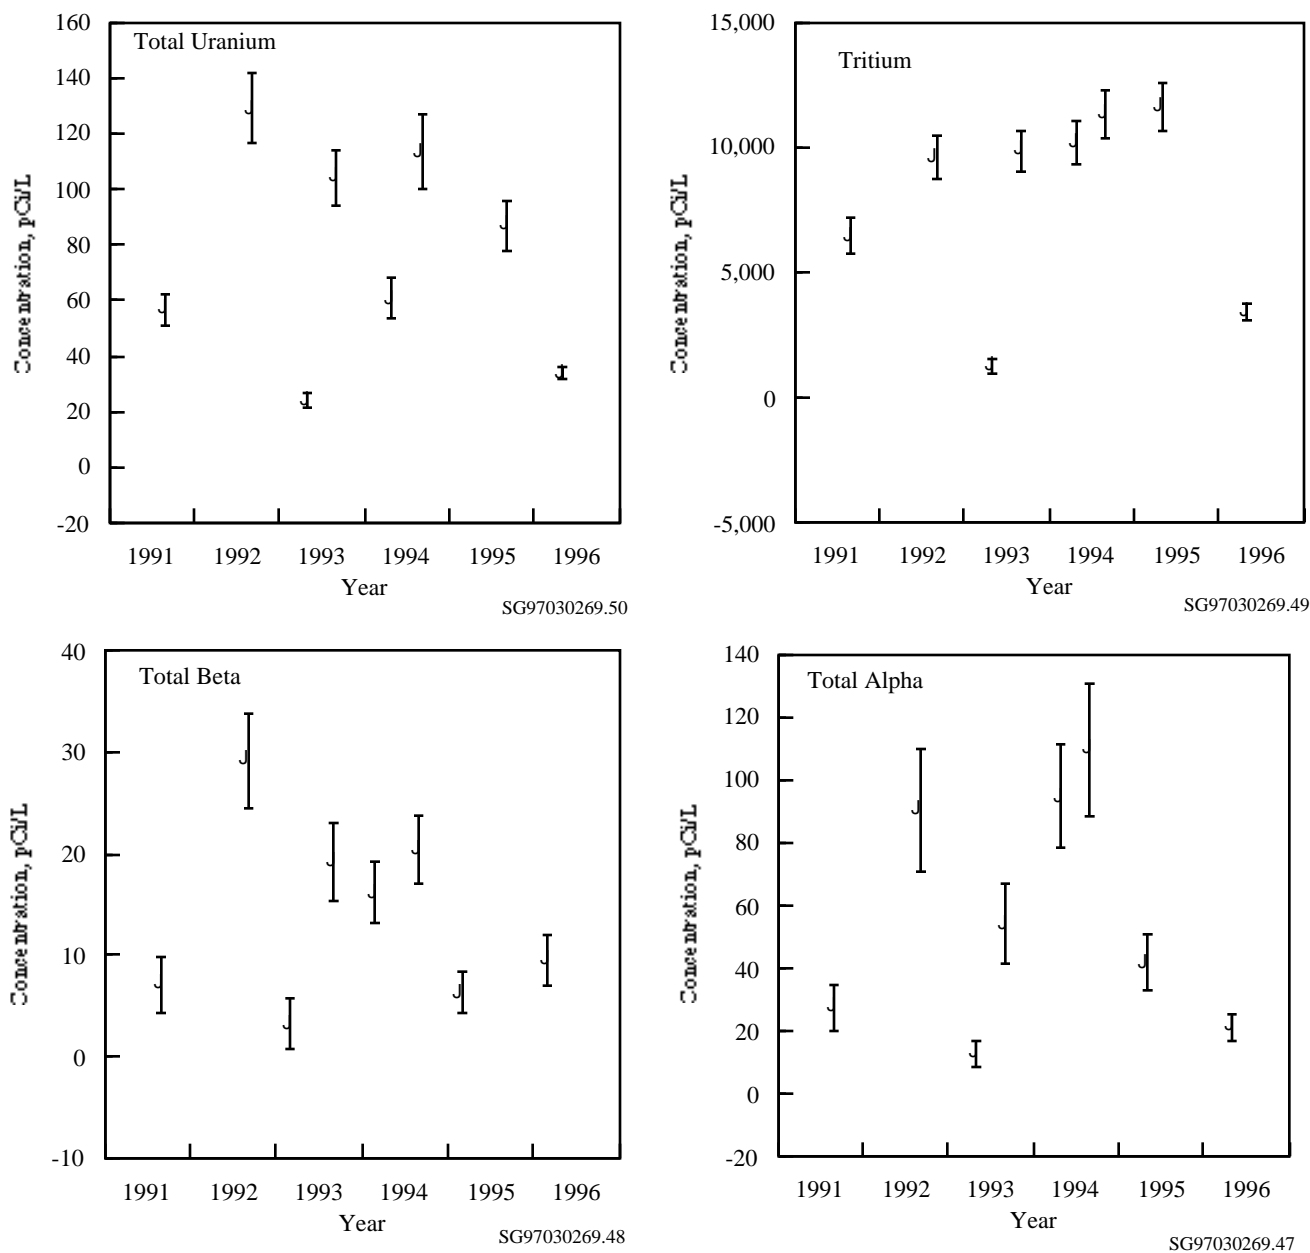 160
Total Uranium
140
120
100
80
60
40
20
0
-20
Concentration, pCi/L
1991 1992 1993 1994 1995 1996
Year
SG97030269.50
15,000
Tritium
10,000
5,000
0
-5,000
Concentration, pCi/L
1991 1992 1993 1994 1995 1996
Year
SG97030269.49
40
Total Beta
30
20
10
0
-10
Concentration, pCi/L
1991 1992 1993 1994 1995 1996
Year
SG97030269.48
140
Total Alpha
120
100
80
60
40
20
0
-20
Concentration, pCi/L
1991 1992 1993 1994 1995 1996
Year
SG97030269.47